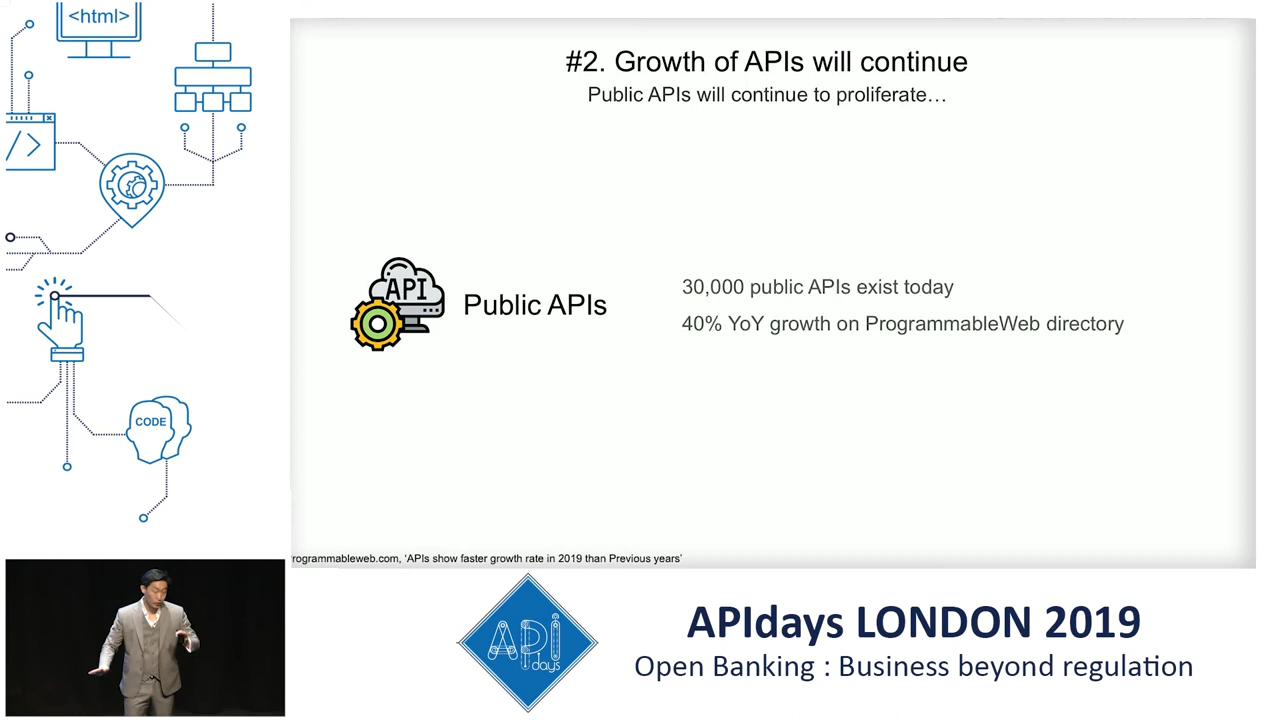 <html>
</>
CODE
#2. Growth of APIs will continue
Public APIs will continue to proliferate…
API
Public APIs
30,000 public APIs exist today
40% YoY growth on ProgrammableWeb directory
rogrammableweb.com, ‘APIs show faster growth rate in 2019 than Previous years’
APi
days
APIdays LONDON 2019
Open Banking : Business beyond regulation